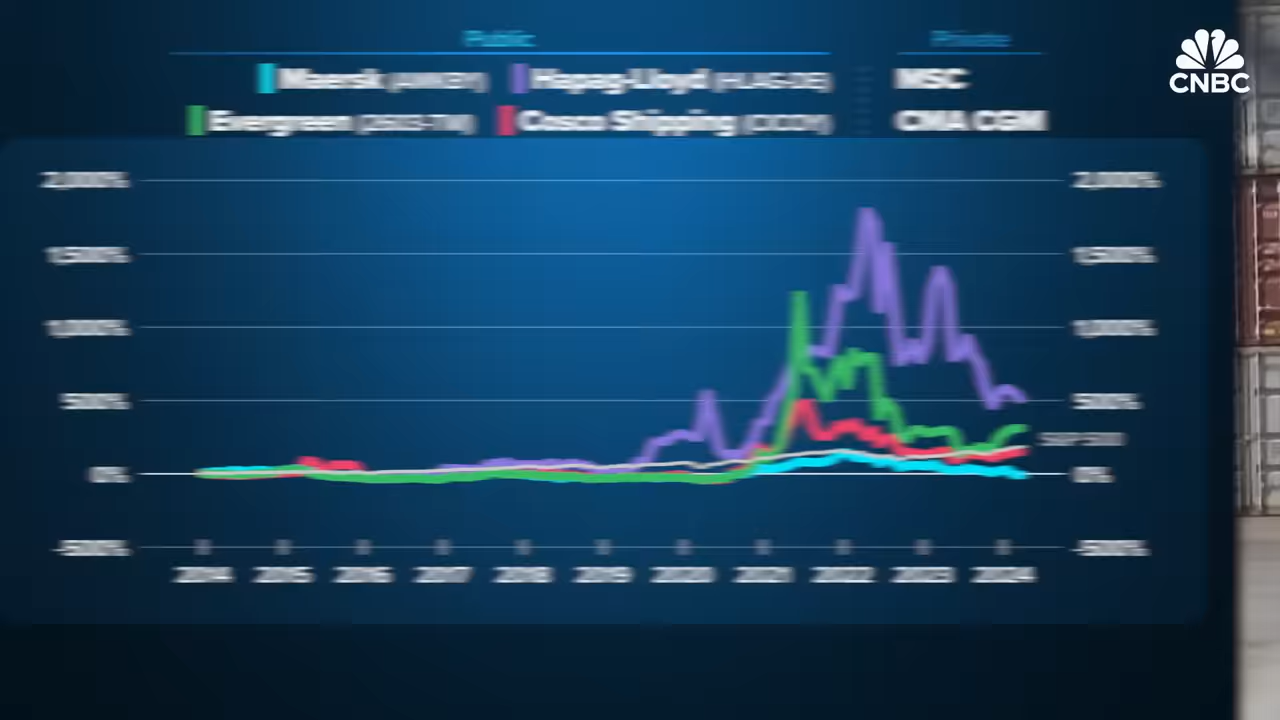 Public
Private
CNBC
Maersk
Hapag-Lloyd
MSC
Evergreen
Cosco Shipping
CMA CGM
2,000%
2,000%
1,500%
1,500%
1,000%
1,000%
500%
500%
S&P 500
0%
0%
-500%
-500%
2014 2015 2016 2017 2018 2019 2020 2021 2022 2023 2024